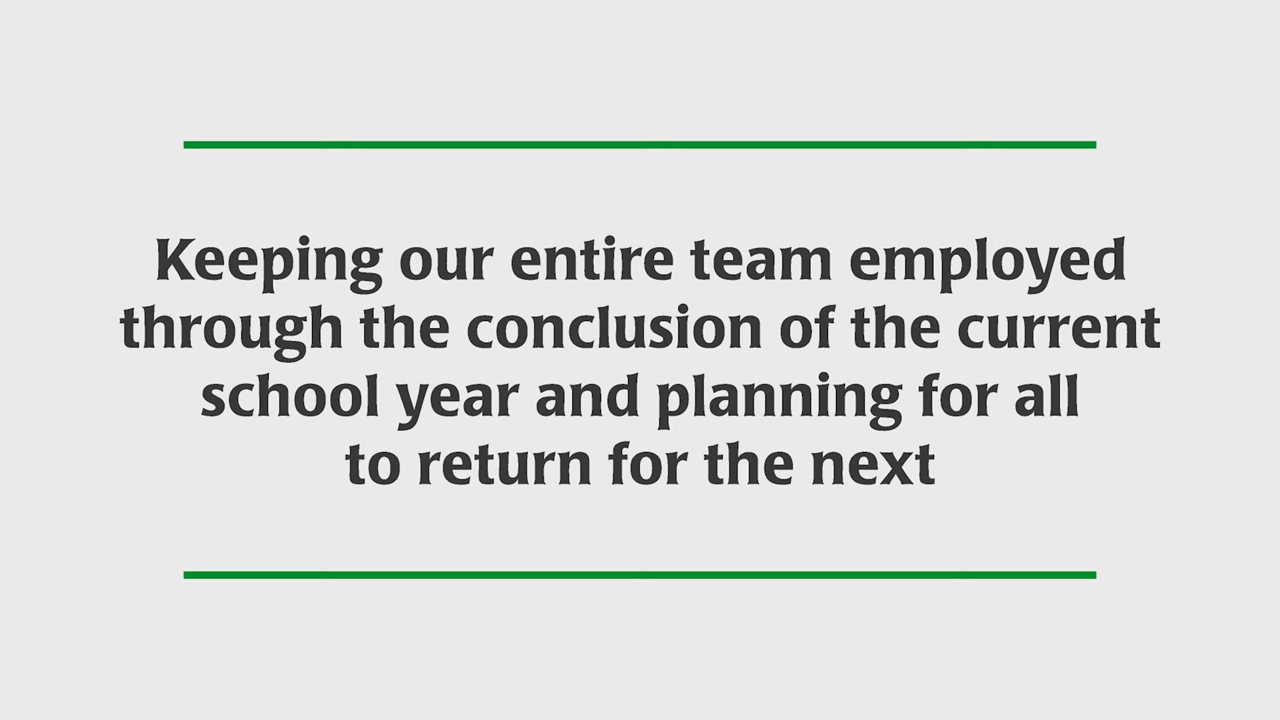 Keeping our entire team employed
through the conclusion of the current
school year and planning for all
to return for the next